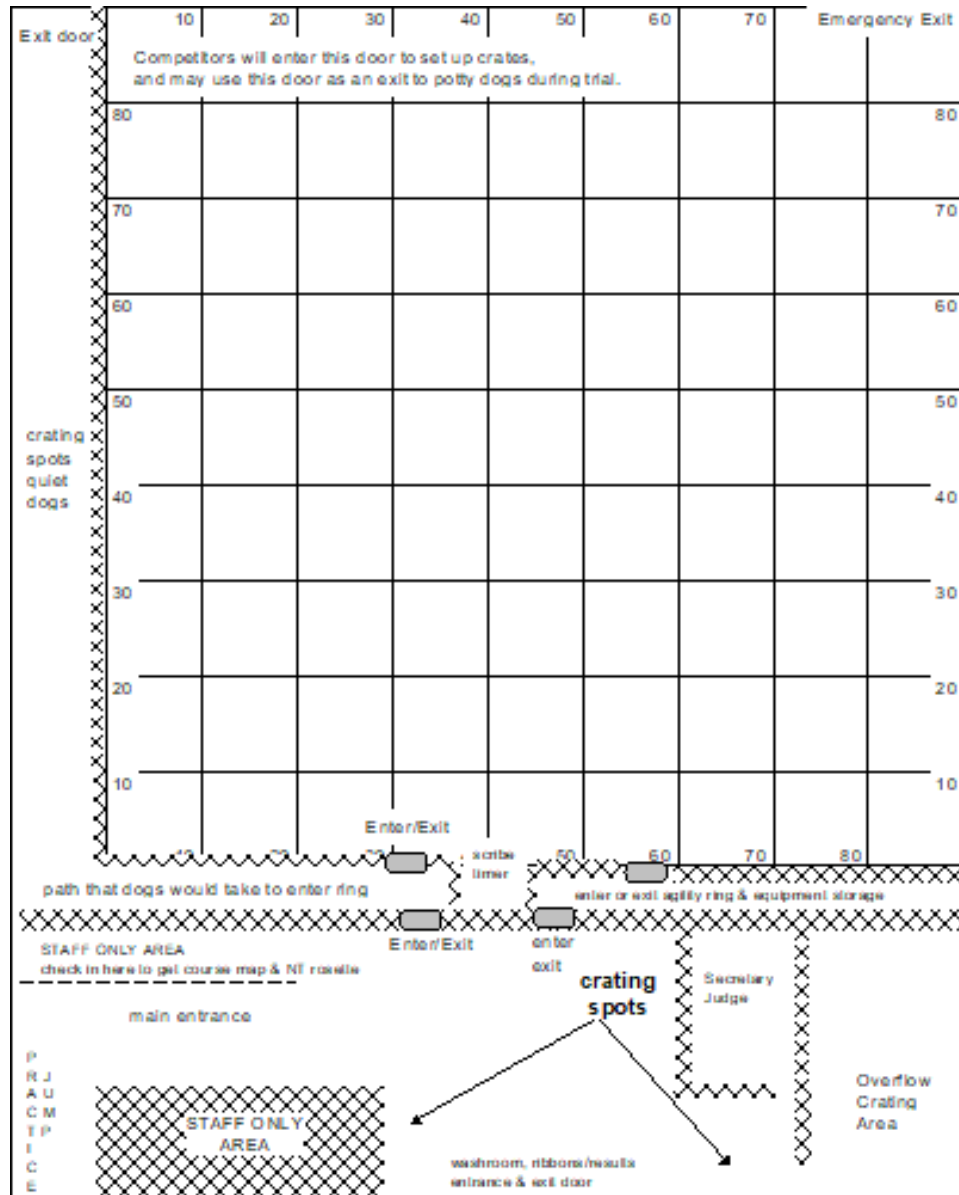 10 20 30 40 50 60 70 Emergency Exit
Exit door
Competitors will enter this door to set up crates,
and may use this door as an exit to potty dogs during trial.
80 80
70 70
60 60
50 50
crating
spots
quiet
dogs
40 40
30 30
20 20
10 10
Enter/Exit
50 60 70 80
scribe
timer
path that dogs would take to enter ring
enter or exit agility ring & equipment storage
Enter/Exit
enter
exit
STAFF ONLY AREA
check in here to get course map & NT rosette
crating
spots
Secretary
Judge
main entrance
PRACTICE
JUMP
STAFF ONLY
AREA
Overflow
Crating
Area
washroom, ribbons/results
entrance & exit door